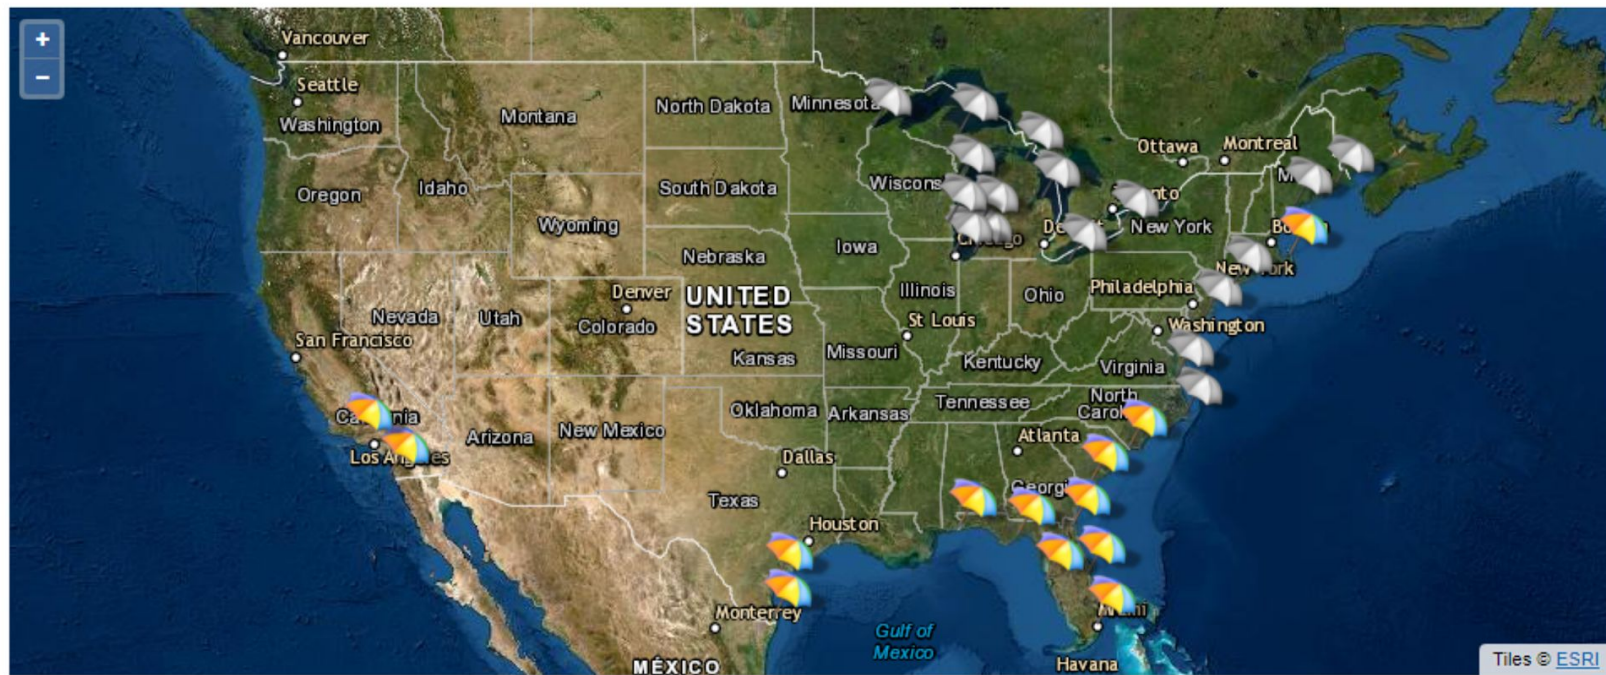 +
−
Vancouver
Seattle
Washington
Montana
North Dakota
Minnesota
Ottawa
Montreal
Oregon
Idaho
South Dakota
Wyoming
New York
Iowa
Nebraska
New York
Denver
Colorado
UNITED
STATES
Illinois
Ohio
Philadelphia
Nevada
Utah
St Louis
Washington
San Francisco
Kansas
Missouri
Kentucky
Virginia
Oklahoma
Arkansas
Tennessee
North
Arizona
New Mexico
Atlanta
Dallas
Texas
Houston
Monterrey
Gulf of
Mexico
MÉXICO
Havana
Tiles © ESRI